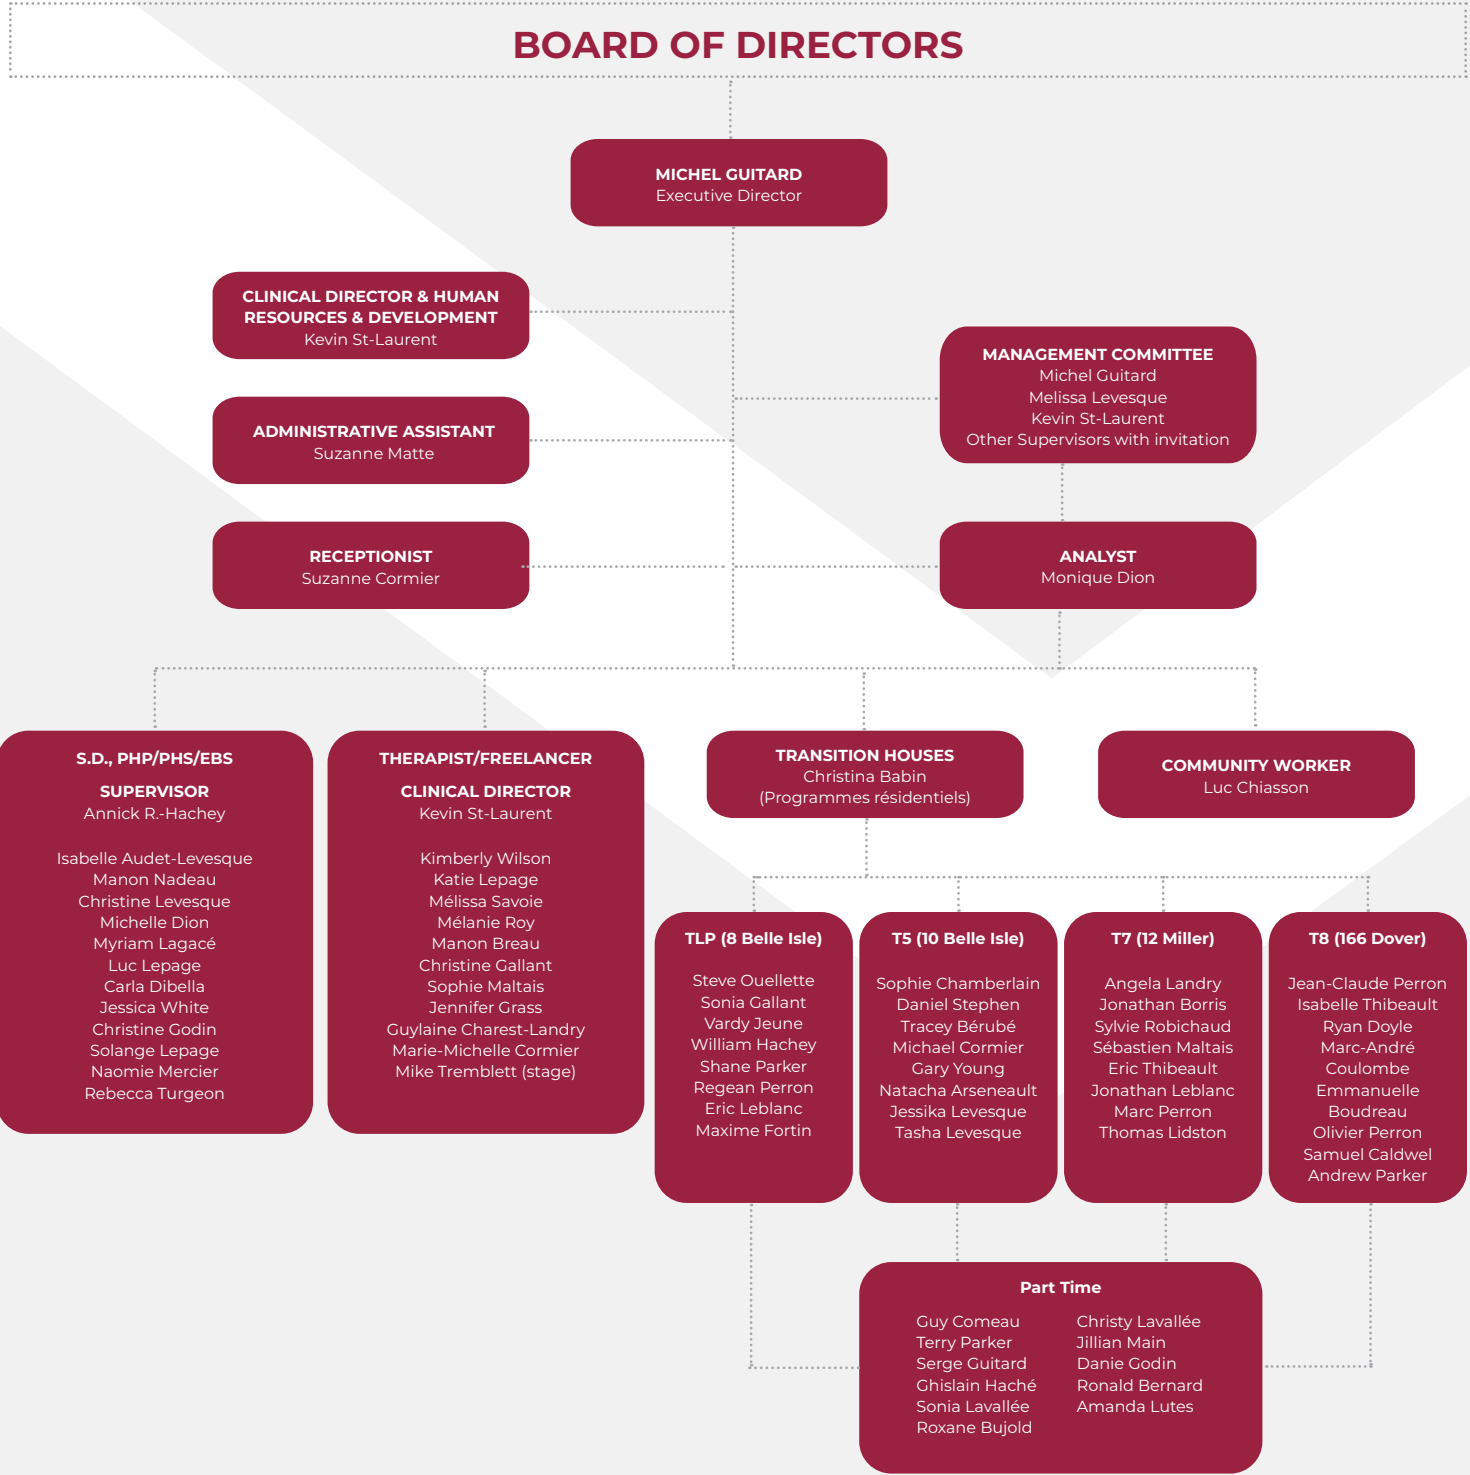 BOARD OF DIRECTORS
MICHEL GUITARD
Executive Director
CLINICAL DIRECTOR & HUMAN
RESOURCES & DEVELOPMENT
Kevin St-Laurent
MANAGEMENT COMMITTEE
Michel Guitard
Melissa Levesque
Kevin St-Laurent
Other Supervisors with invitation
ADMINISTRATIVE ASSISTANT
Suzanne Matte
RECEPTIONIST
Suzanne Cormier
ANALYST
Monique Dion
S.D., PHP/PHS/EBS
SUPERVISOR
Annick R.-Hachey
Isabelle Audet-Levesque
Manon Nadeau
Christine Levesque
Michelle Dion
Myriam Lagacé
Luc Lepage
Carla Dibella
Jessica White
Christine Godin
Solange Lepage
Naomie Mercier
Rebecca Turgeon
THERAPIST/FREELANCER
CLINICAL DIRECTOR
Kevin St-Laurent
Kimberly Wilson
Katie Lepage
Mélissa Savoie
Mélanie Roy
Manon Breau
Christine Gallant
Sophie Maltais
Jennifer Grass
Guylaine Charest-Landry
Marie-Michelle Cormier
Mike Tremblett (stage)
TRANSITION HOUSES
Christina Babin
(Programmes résidentiels)
COMMUNITY WORKER
Luc Chiasson
TLP (8 Belle Isle)
Steve Ouellette
Sonia Gallant
Vardy Jeune
William Hachey
Shane Parker
Regean Perron
Eric Leblanc
Maxime Fortin
T5 (10 Belle Isle)
Sophie Chamberlain
Daniel Stephen
Tracey Bérubé
Michael Cormier
Gary Young
Natacha Arseneault
Jessika Levesque
Tasha Levesque
T7 (12 Miller)
Angela Landry
Jonathan Borris
Sylvie Robichaud
Sébastien Maltais
Eric Thibeault
Jonathan Leblanc
Marc Perron
Thomas Lidston
T8 (166 Dover)
Jean-Claude Perron
Isabelle Thibeault
Ryan Doyle
Marc-André
Coulombe
Emmanuelle
Boudreau
Olivier Perron
Samuel Caldwel
Andrew Parker
Part Time
Guy Comeau
Terry Parker
Serge Guitard
Ghislain Haché
Sonia Lavallée
Roxane Bujold
Christy Lavallée
Jillian Main
Danie Godin
Ronald Bernard
Amanda Lutes